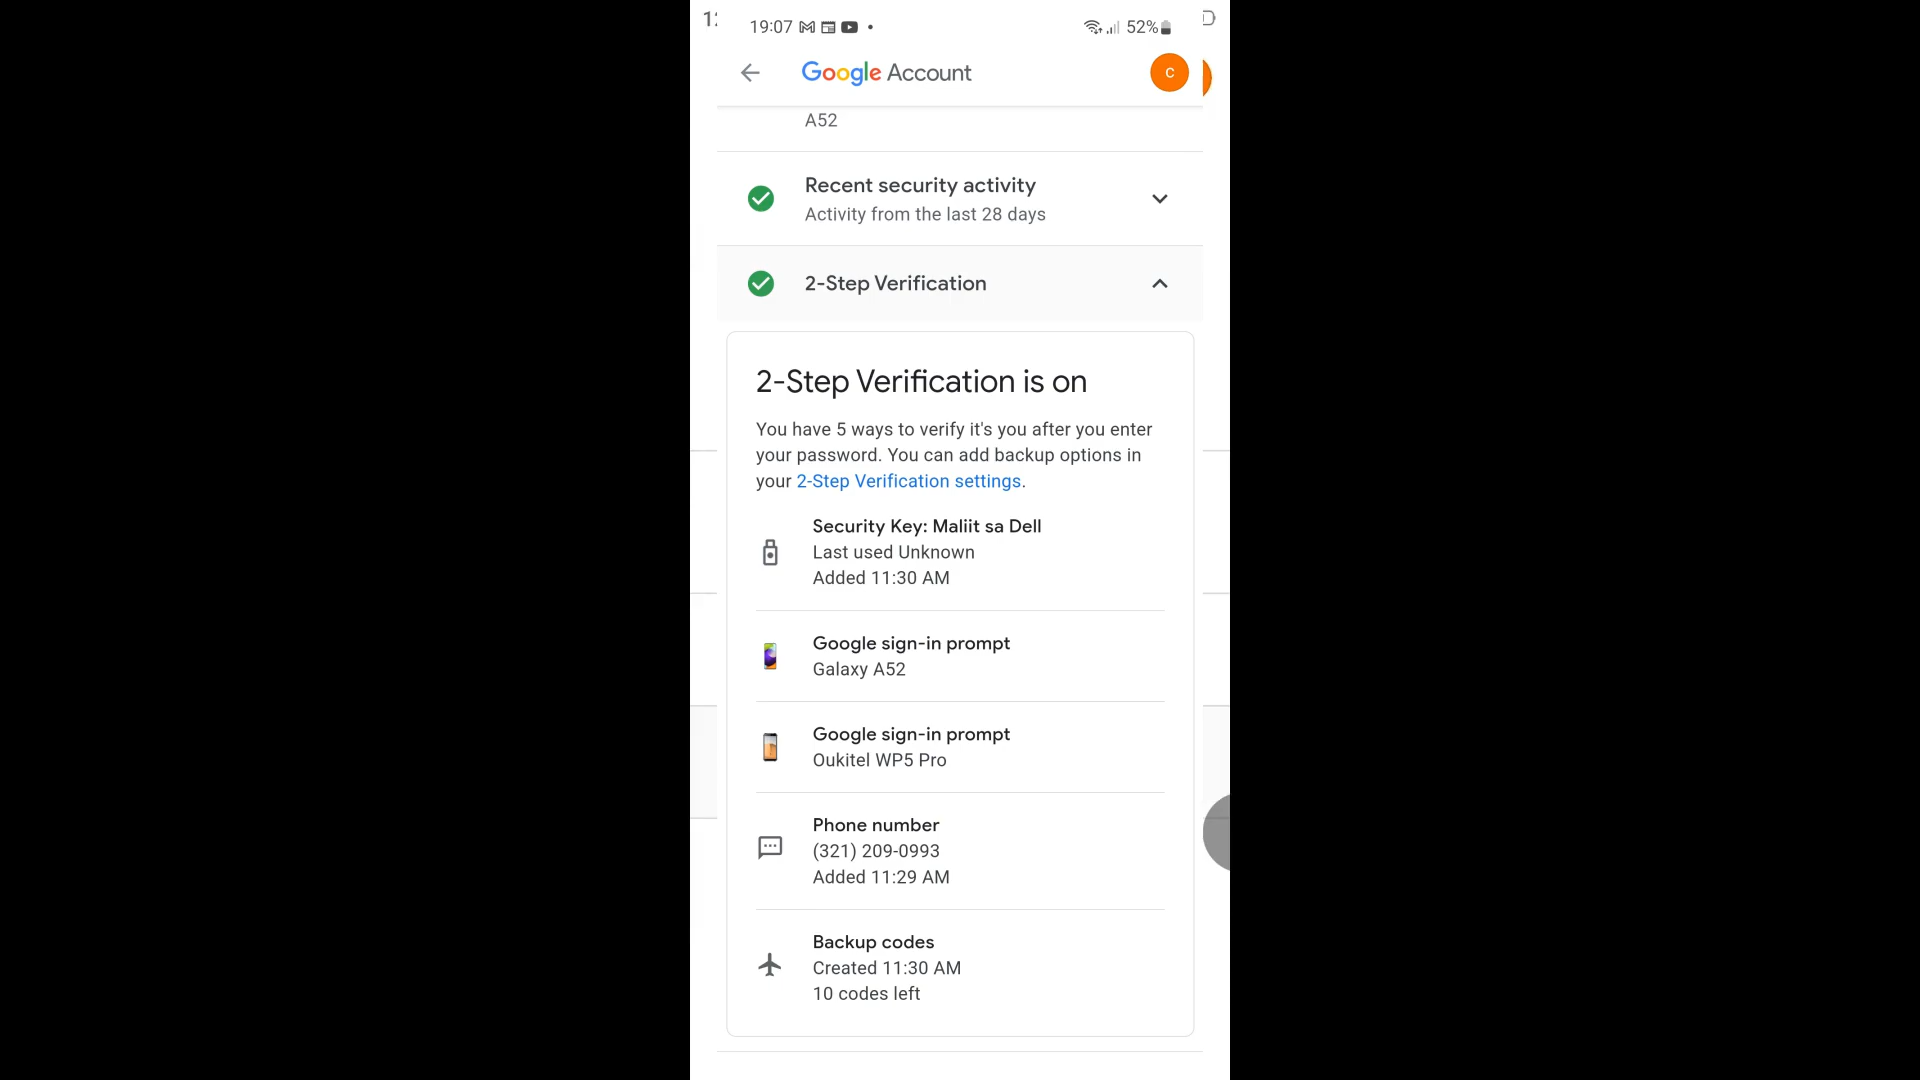 19:07
52%
Google Account
C
A52
Recent security activity
Activity from the last 28 days
2-Step Verification
2-Step Verification is on
You have 5 ways to verify it's you after you enter
your password. You can add backup options in
your 2-Step Verification settings.
Security Key: Maliit sa Dell
Last used Unknown
Added 11:30 AM
Google sign-in prompt
Galaxy A52
Google sign-in prompt
Oukitel WP5 Pro
Phone number
(321) 209-0993
Added 11:29 AM
Backup codes
Created 11:30 AM
10 codes left